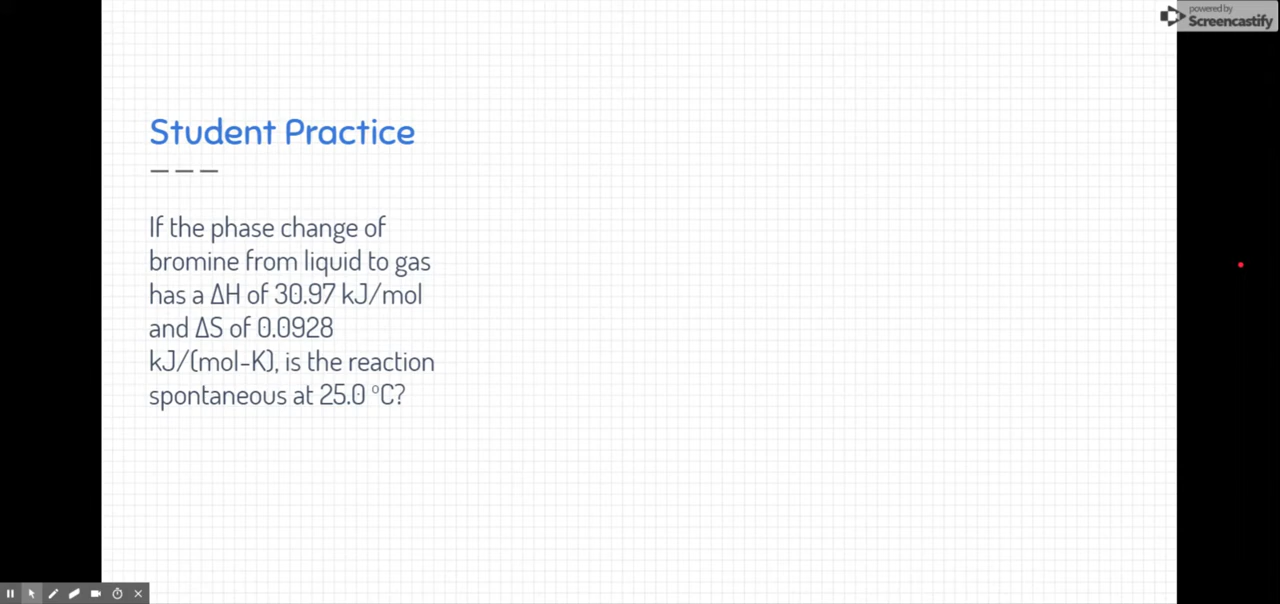 powered by
Screencastify
Student Practice
If the phase change of
bromine from liquid to gas
has a ΔH of 30.97 kJ/mol
and ΔS of 0.0928
kJ/(mol-K), is the reaction
spontaneous at 25.0 °C?